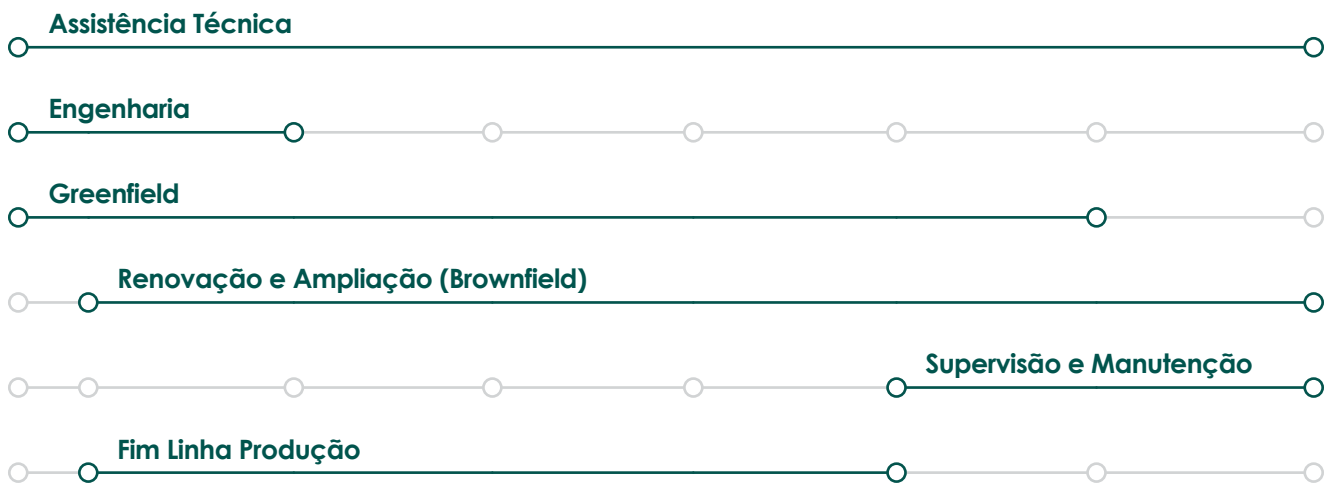 Assistência Técnica
Engenharia
Greenfield
Renovação e Ampliação (Brownfield)
Supervisão e Manutenção
Fim Linha Produção